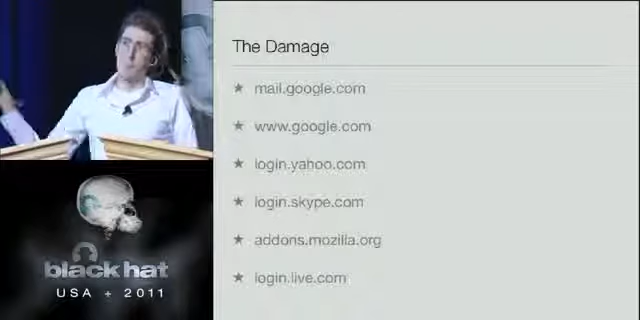 The Damage
★ mail.google.com
★ www.google.com
★ login.yahoo.com
★ login.skype.com
★ addons.mozilla.org
★ login.live.com
black hat
USA + 2011